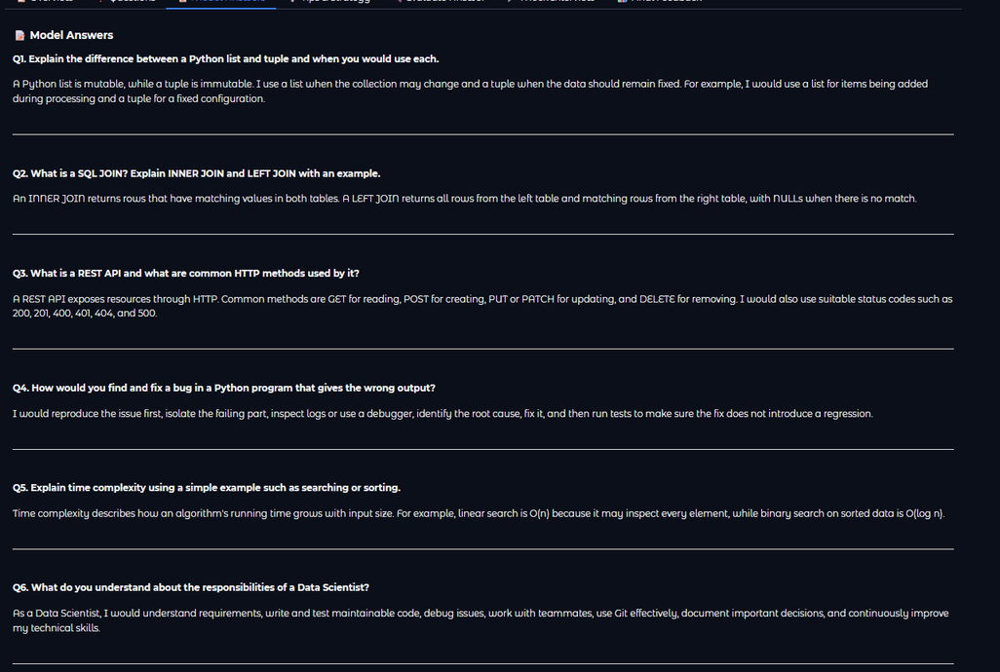 Model Answers
Q1. Explain the difference between a Python list and tuple and when you would use each.
A Python list is mutable, while a tuple is immutable. I use a list when the collection may change and a tuple when the data should remain fixed. For example, I would use a list for items being added
during processing and a tuple for a fixed configuration.
Q2. What is a SQL JOIN? Explain INNER JOIN and LEFT JOIN with an example.
An INNER JOIN returns rows that have matching values in both tables. A LEFT JOIN returns all rows from the left table and matching rows from the right table, with NULLs when there is no match.
Q3. What is a REST API and what are common HTTP methods used by it?
A REST API exposes resources through HTTP. Common methods are GET for reading, POST for creating, PUT or PATCH for updating, and DELETE for removing. I would also use suitable status codes such as
200, 201, 400, 401, 404, and 500.
Q4. How would you find and fix a bug in a Python program that gives the wrong output?
I would reproduce the issue first, isolate the failing part, inspect logs or use a debugger, identify the root cause, fix it, and then run tests to make sure the fix does not introduce a regression.
Q5. Explain time complexity using a simple example such as searching or sorting.
Time complexity describes how an algorithm's running time grows with input size. For example, linear search is O(n) because it may inspect every element, while binary search on sorted data is O(log n).
Q6. What do you understand about the responsibilities of a Data Scientist?
As a Data Scientist, I would understand requirements, write and test maintainable code, debug issues, work with teammates, use Git effectively, document important decisions, and continuously improve
my technical skills.